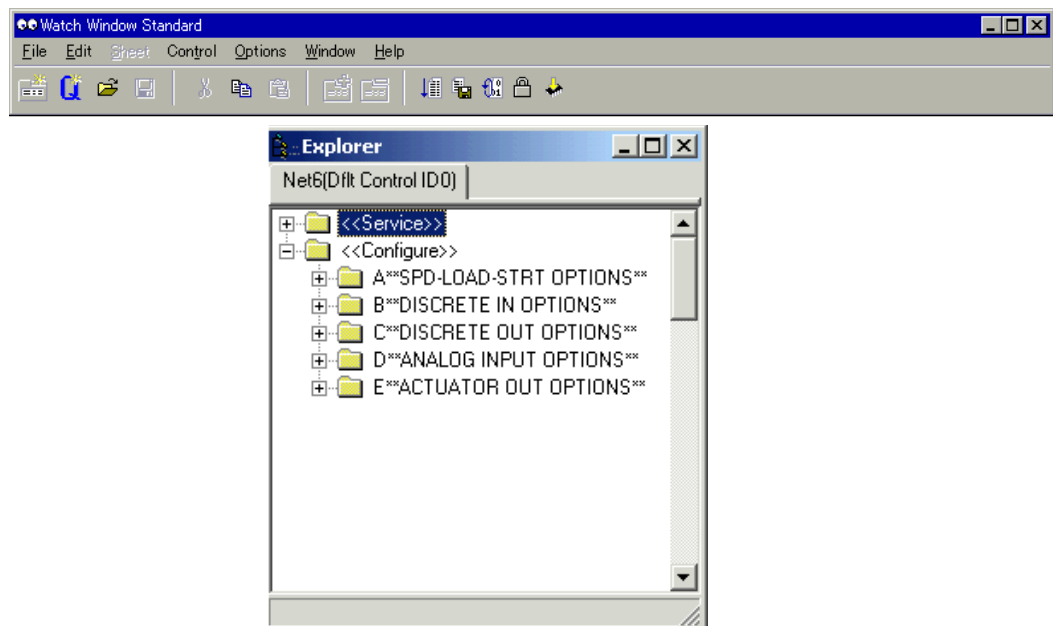 Watch Window Standard
File Edit Sheet Control Options Window Help
.::Explorer
Net6(Dflt Control ID0)
<<Service>>
<<Configure>>
A**SPD-LOAD-STRT OPTIONS**
B**DISCRETE IN OPTIONS**
C**DISCRETE OUT OPTIONS**
D**ANALOG INPUT OPTIONS**
E**ACTUATOR OUT OPTIONS**